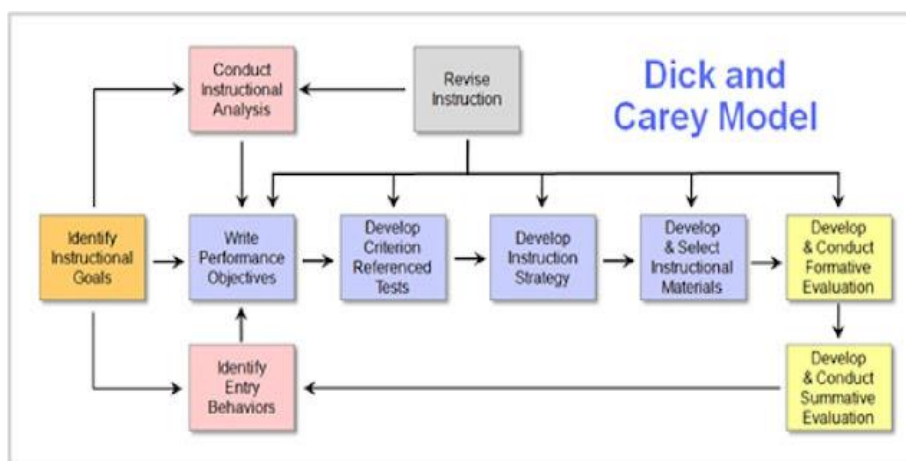 Conduct
Instructional
Analysis
Revise
Instruction
Dick and
Carey Model
Identify
Instructional
Goals
Write
Performance
Objectives
Develop
Criterion
Referenced
Tests
Develop
Instruction
Strategy
Develop
& Select
Instructional
Materials
Develop
& Conduct
Formative
Evaluation
Identify
Entry
Behaviors
Develop
& Conduct
Summative
Evaluation